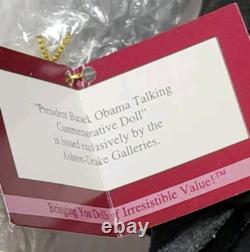 "President Barack Obama Talking
Commemorative Doll"
is issued exclusively by the
Ashton-Drake Galleries.
Bringing You Dolls of Irresistible Value!™